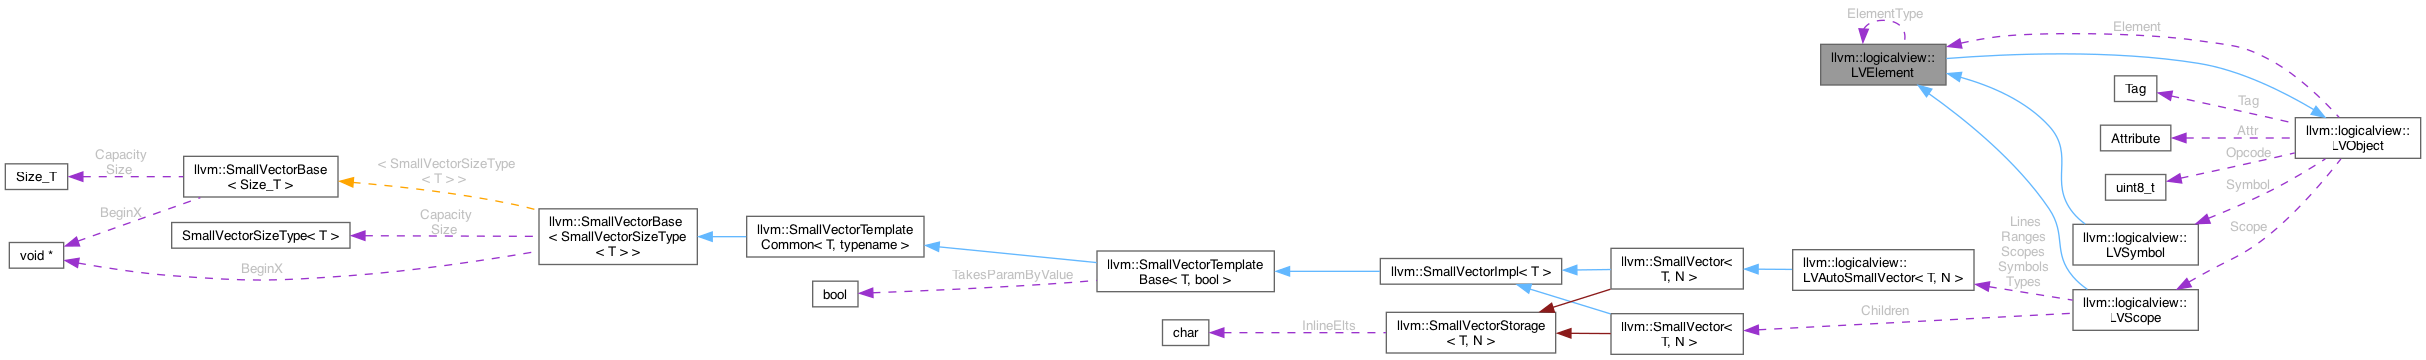 ElementType
Element
llvm::logicalview::
LVElement
Tag
Tag
llvm::logicalview::
LVObject
Attribute
Attr
Opcode
uint8_t
Symbol
Capacity
Size
Size_T
llvm::SmallVectorBase
< Size_T >
< SmallVectorSizeType
< T > >
BeginX
SmallVectorSizeType< T >
Capacity
Size
void *
BeginX
llvm::SmallVectorBase
< SmallVectorSizeType
< T > >
llvm::SmallVectorTemplate
Common< T, typename >
TakesParamByValue
bool
llvm::SmallVectorTemplate
Base< T, bool >
llvm::SmallVectorImpl< T >
llvm::SmallVector<
T, N >
llvm::logicalview::
LVAutoSmallVector< T, N >
Lines
Ranges
Scopes
Symbols
Types
llvm::logicalview::
LVSymbol
Scope
llvm::logicalview::
LVScope
char
InlineElts
llvm::SmallVectorStorage
< T, N >
llvm::SmallVector<
T, N >
Children